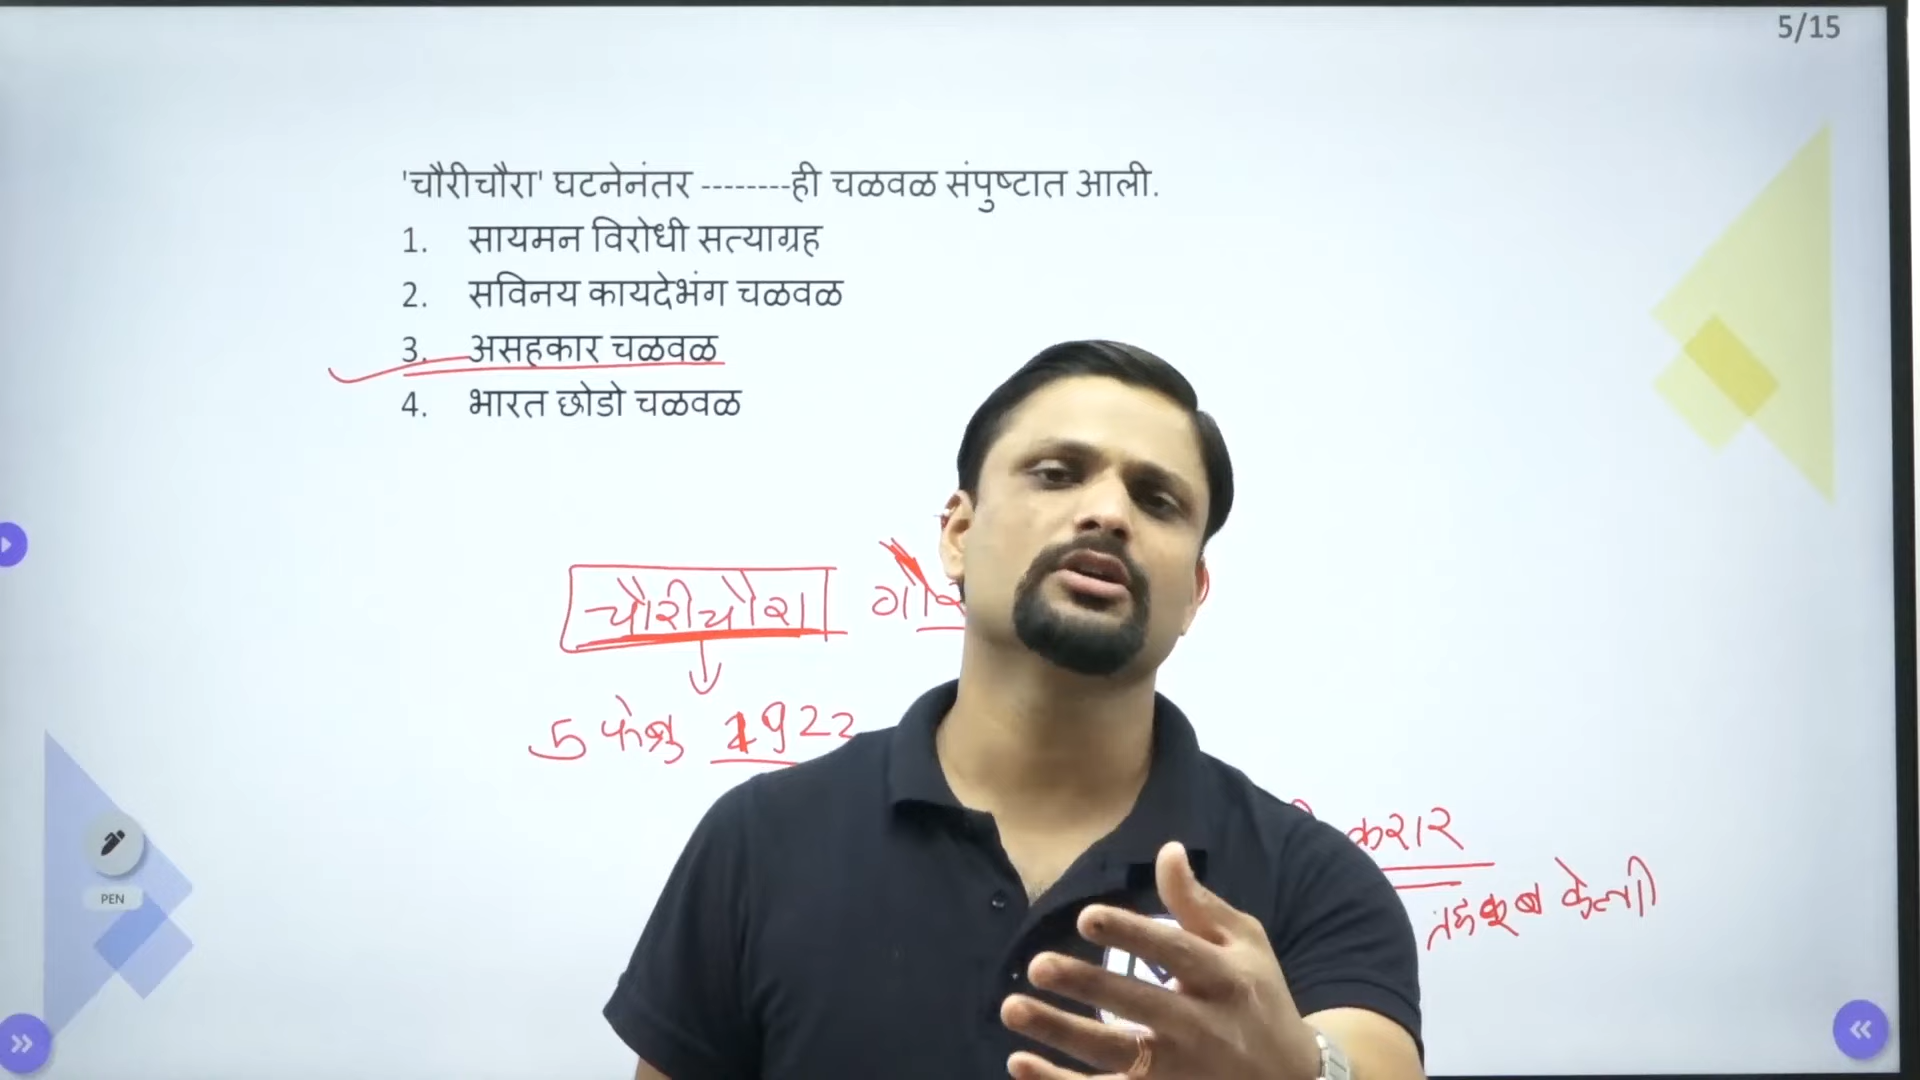 5/15
'चौरीचौरा' घटनेनंतर --------ही चळवळ संपुष्टात आली.
1. सायमन विरोधी सत्याग्रह
2. सविनय कायदेभंग चळवळ
3. असहकार चळवळ
4. भारत छोडो चळवळ
चौरीचौरा
5 फेब्रु 1922
करार
तहकूब केली
PEN